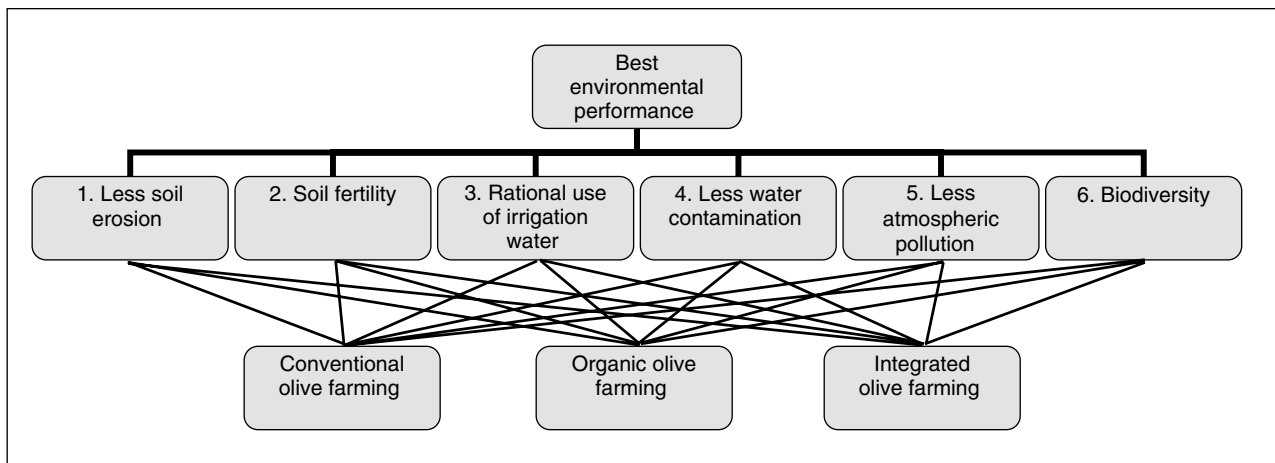 Best
environmental
performance
1. Less soil
erosion
2. Soil fertility
3. Rational use
of irrigation
water
4. Less water
contamination
5. Less
atmospheric
pollution
6. Biodiversity
Conventional
olive farming
Organic olive
farming
Integrated
olive farming